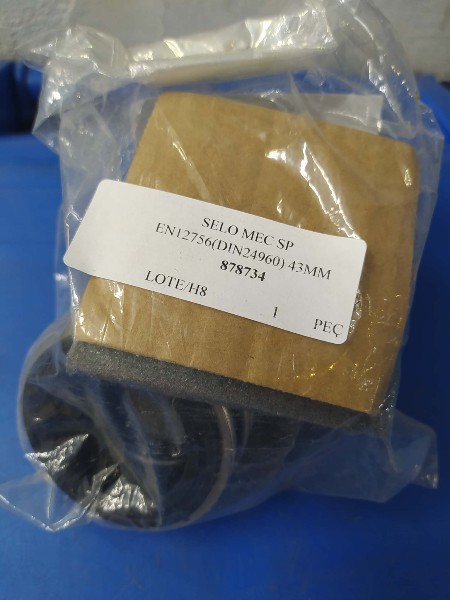 SELO MEC SP
EN12756(DIN24960) 43MM
878734
LOTE/H8
1 PEÇ